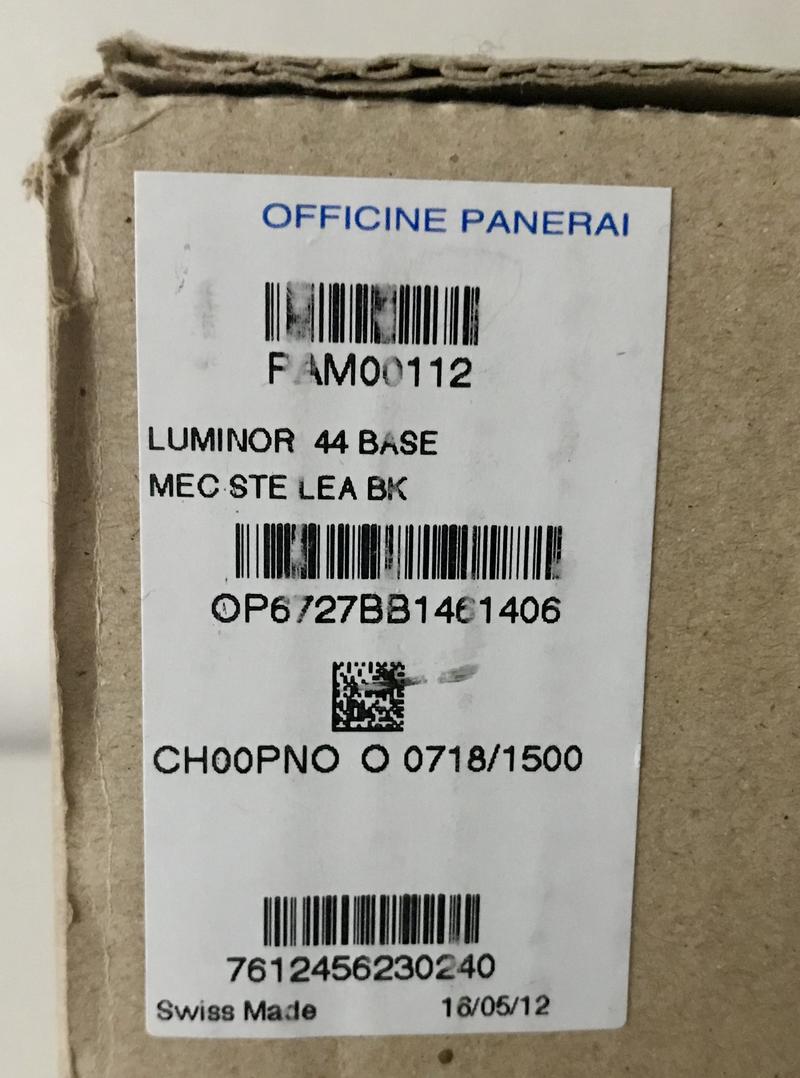 OFFICINE PANERAI
PAM00112
LUMINOR 44 BASE
MEC STE LEA BK
OP6727BB1461406
CH00PNO O 0718/1500
7612456230240
Swiss Made 16/05/12